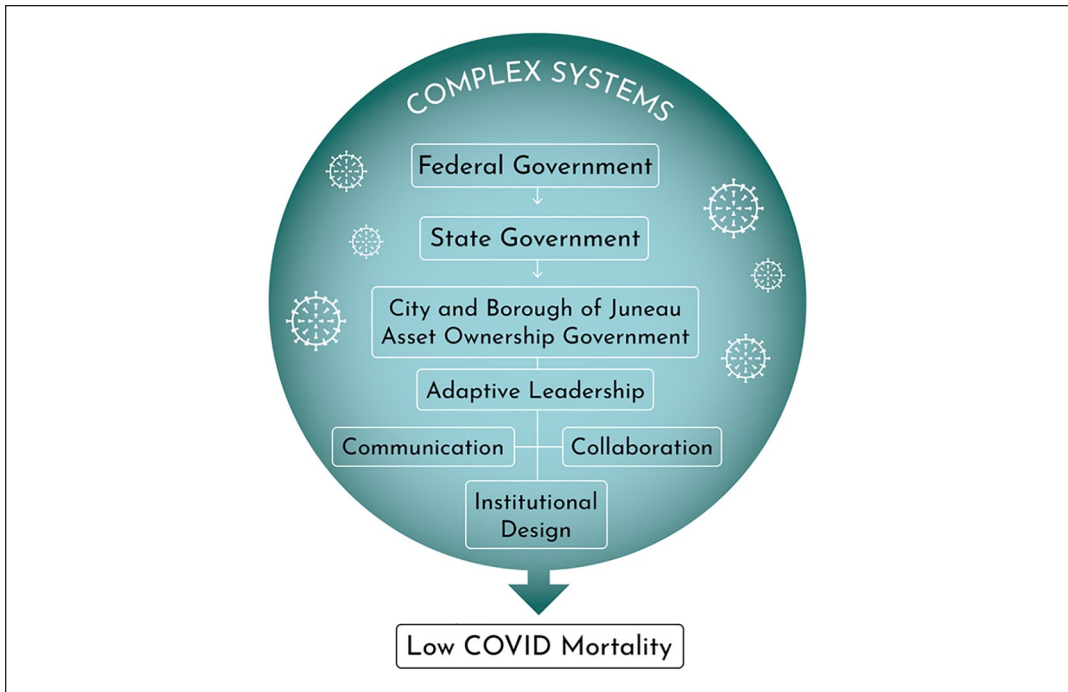 COMPLEX SYSTEMS
Federal Government
State Government
City and Borough of Juneau
Asset Ownership Government
Adaptive Leadership
Communication
Collaboration
Institutional
Design
Low COVID Mortality